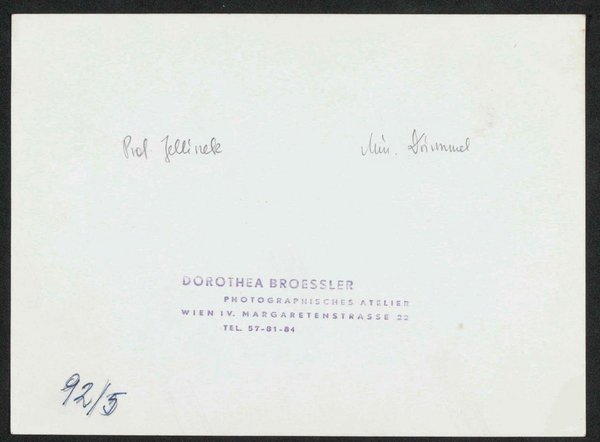 Prof Jellinek Min. Drimmel
DOROTHEA BROESSLER
PHOTOGRAPHISCHES ATELIER
WIEN IV. MARGARETENSTRASSE 22
TEL. 57-81-84
92/5